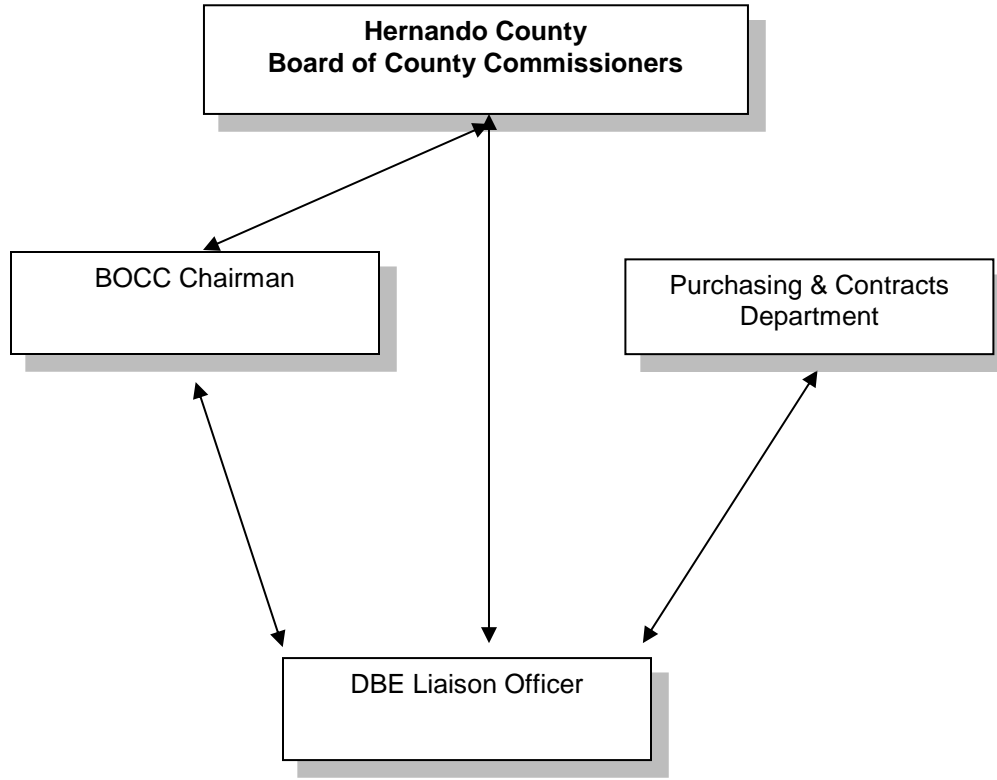 Hernando County
Board of County Commissioners
BOCC Chairman
Purchasing & Contracts
Department
DBE Liaison Officer